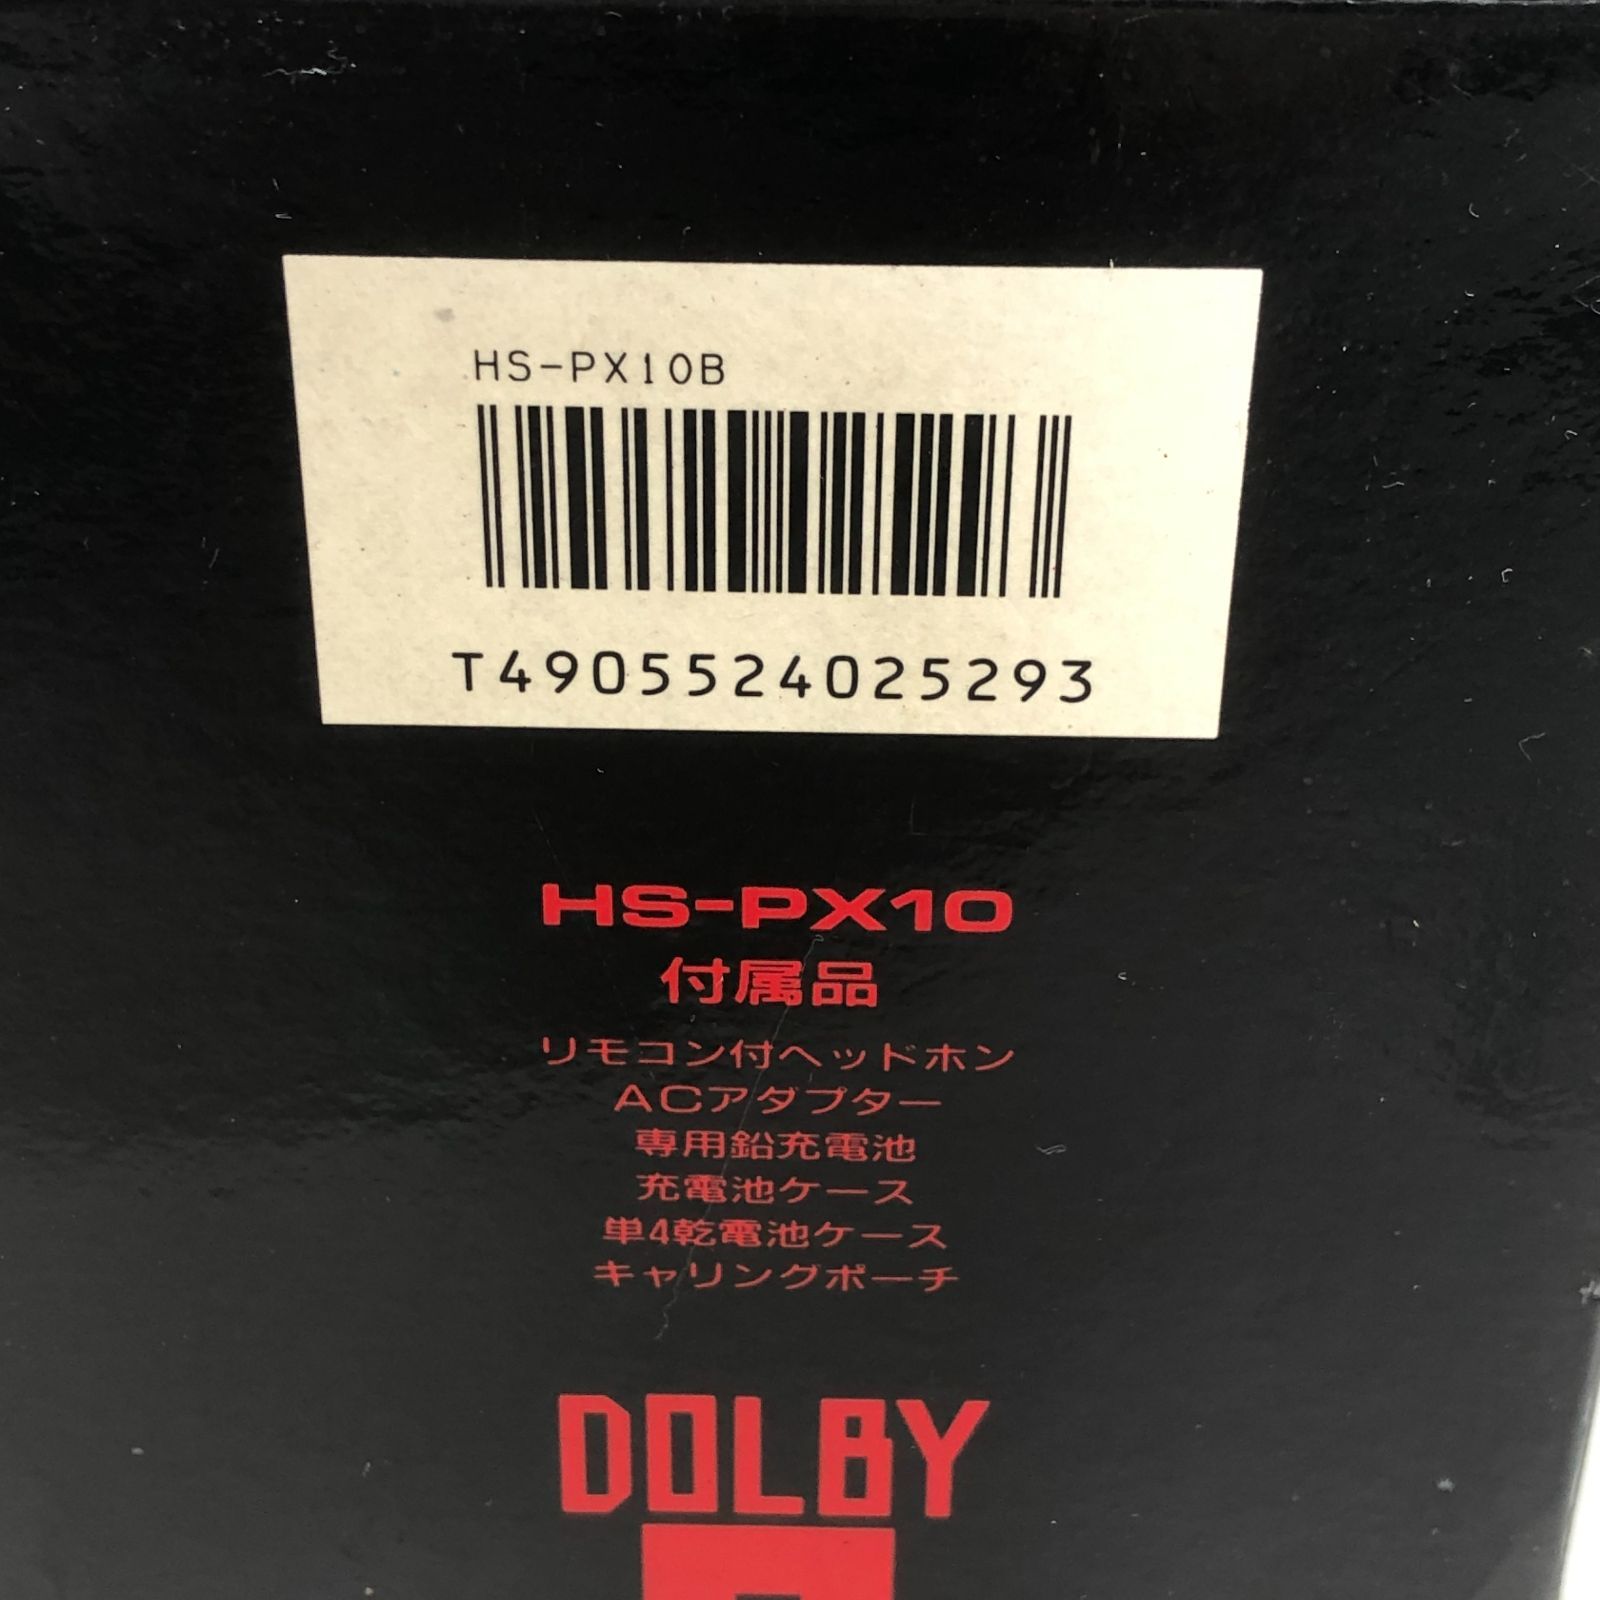 HS-PX10B
T4905524025293
HS-PX10
付属品
リモコン付ヘッドホン
ACアダプター
専用鉛充電池
充電池ケース
単4乾電池ケース
キャリングポーチ
DOLBY